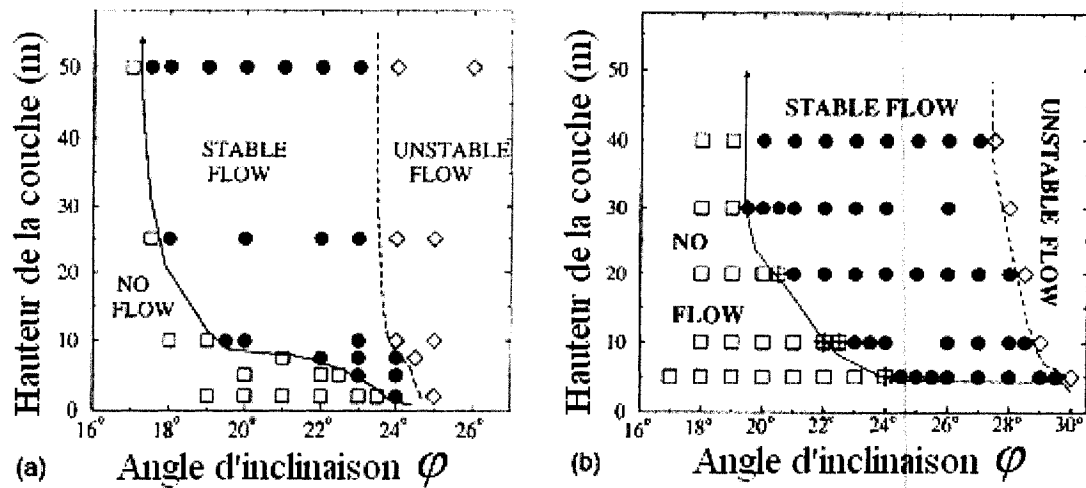 Hauteur de la couche (m)
50
40
30
20
10
0
STABLE
FLOW
UNSTABLE
FLOW
NO
FLOW
16° 18° 20° 22° 24° 26°
(a) Angle d'inclinaison φ
Hauteur de la couche (m)
50
40
30
20
10
0
STABLE FLOW
UNSTABLE FLOW
NO
FLOW
16° 18° 20° 22° 24° 26° 28° 30°
(b) Angle d'inclinaison φ